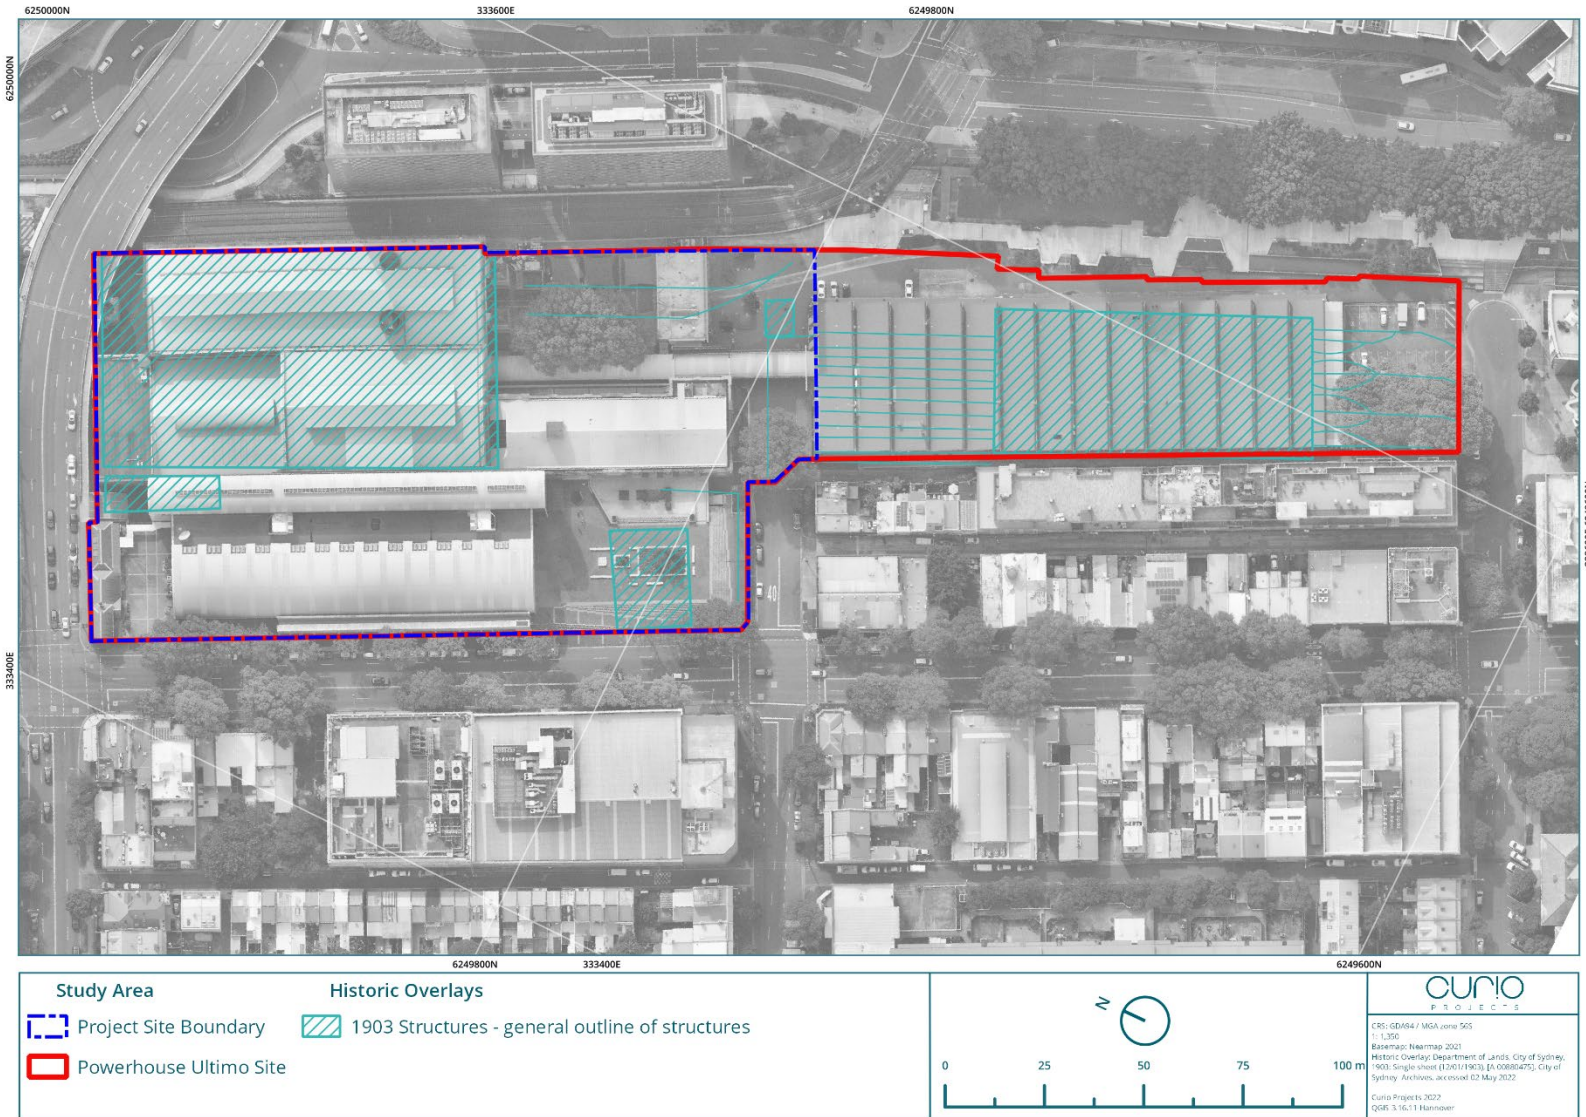 6250000N
333600E
6249800N
6250000N
333400E
40
6249800N
333400E
6249600N
Study Area
Historic Overlays
Project Site Boundary
1903 Structures - general outline of structures
Powerhouse Ultimo Site
N
0 25 50 75 100 m
CURIO
PROJECTS
CRS: GDA94 / MGA zone 56S
1: 1,350
Basemap: Nearmap 2021
Historic Overlay: Department of Lands, City of Sydney,
1903: Single sheet (12/01/1903), [A-00880475]. City of
Sydney Archives, accessed 02 May 2022
Curio Projects 2022
QGIS 3.16.11-Hannover